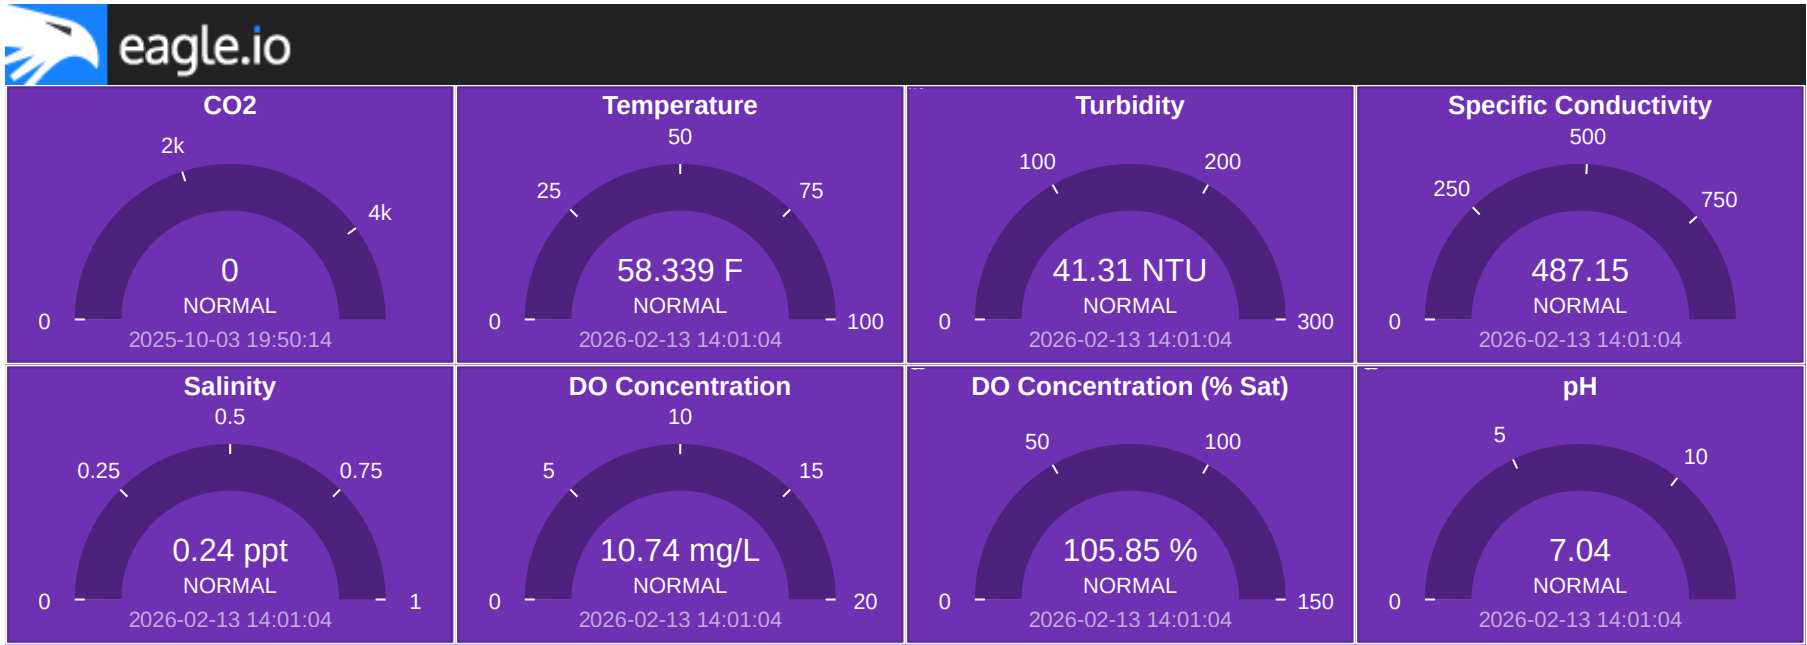 eagle.io
CO2
2k
4k
0
0
NORMAL
2025-10-03 19:50:14
Temperature
50
25
75
58.339 F
NORMAL
0
100
2026-02-13 14:01:04
Turbidity
100
200
41.31 NTU
NORMAL
0
300
2026-02-13 14:01:04
Specific Conductivity
500
250
750
487.15
NORMAL
0
2026-02-13 14:01:04
Salinity
0.5
0.25
0.75
0.24 ppt
NORMAL
0
1
2026-02-13 14:01:04
DO Concentration
10
5
15
10.74 mg/L
NORMAL
0
20
2026-02-13 14:01:04
DO Concentration (% Sat)
50
100
105.85 %
NORMAL
0
150
2026-02-13 14:01:04
pH
5
10
7.04
NORMAL
0
2026-02-13 14:01:04